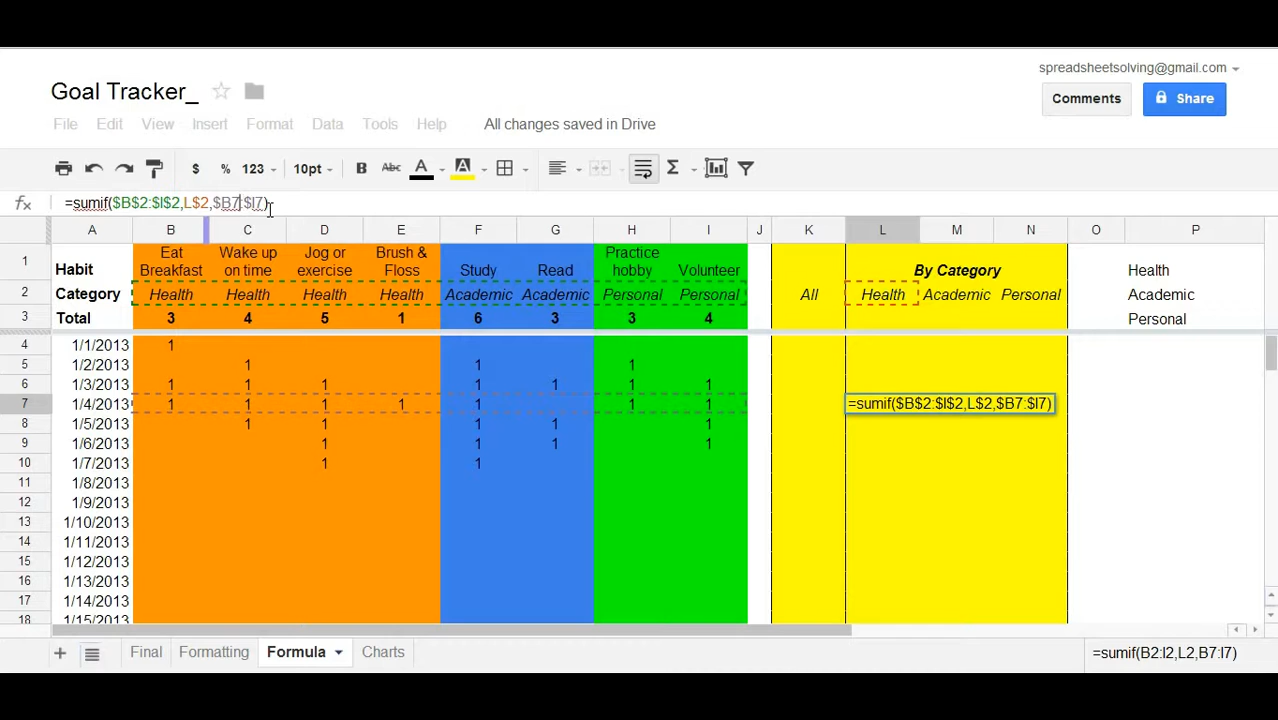 spreadsheetsolving@gmail.com
Goal Tracker_
Comments
Share
File Edit View Insert Format Data Tools Help All changes saved in Drive
$ % 123 10pt B Abc A A Σ
fx =sumif($B$2:$I$2,L$2,$B7:$I7)
A B C D E F G H I J K L M N O P
1 Habit Eat Breakfast Wake up on time Jog or exercise Brush & Floss Study Read Practice hobby Volunteer By Category Health
2 Category Health Health Health Health Academic Academic Personal Personal All Health Academic Personal Academic
3 Total 3 4 5 1 6 3 3 4 Personal
4 1/1/2013 1
5 1/2/2013 1 1 1
6 1/3/2013 1 1 1 1 1 1 1
7 1/4/2013 1 1 1 1 1 1 1 =sumif($B$2:$I$2,L$2,$B7:$I7)
8 1/5/2013 1 1 1 1 1
9 1/6/2013 1 1 1 1
10 1/7/2013 1 1
11 1/8/2013
12 1/9/2013
13 1/10/2013
14 1/11/2013
15 1/12/2013
16 1/13/2013
17 1/14/2013
18 1/15/2013
+ Final Formatting Formula Charts =sumif(B2:I2,L2,B7:I7)